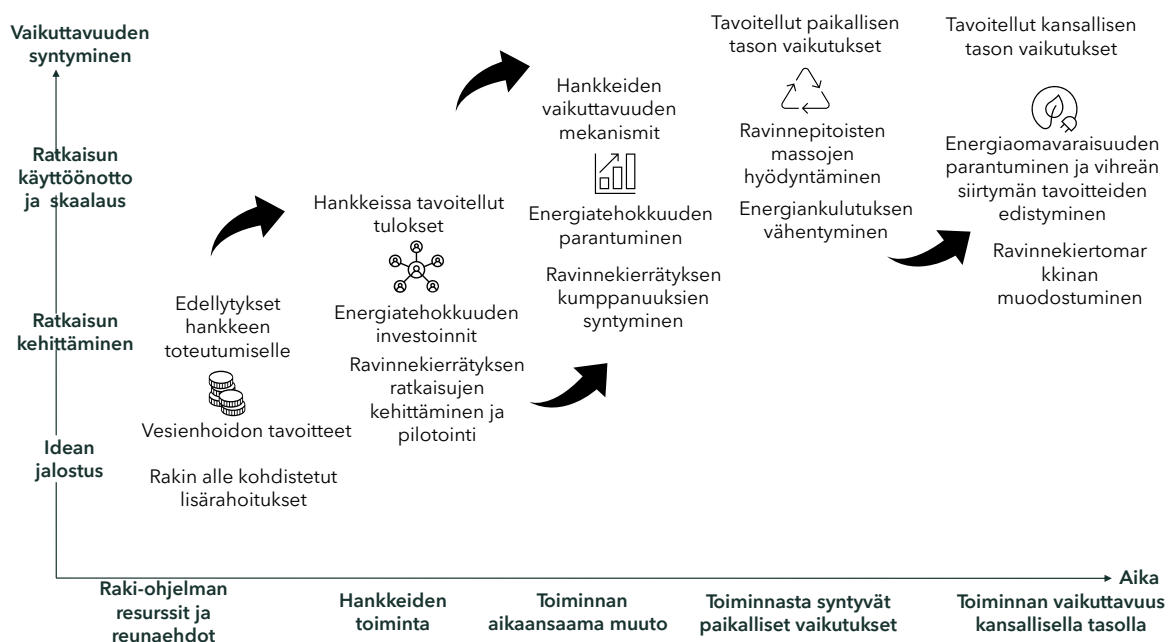 Vaikuttavuuden
syntyminen
Ratkaisun
käyttöönotto
ja skaalaus
Ratkaisun
kehittäminen
Idean
jalostus
Edellytykset
hankkeen
toteutumiselle
Vesienhoidon tavoitteet
Rakin alle kohdistetut
lisärahoitukset
Hankkeissa tavoitellut
tulokset
Energiatehokkuuden
investoinnit
Ravinnekierrätyksen
ratkaisujen
kehittäminen ja
pilotointi
Hankkeiden
vaikuttavuuden
mekanismit
Energiatehokkuuden
parantuminen
Ravinnekierrätyksen
kumppanuuksien
syntyminen
Tavoitellut paikallisen
tason vaikutukset
Ravinnepitoisten
massojen
hyödyntäminen
Energiankulutuksen
vähentyminen
Tavoitellut kansallisen
tason vaikutukset
Energiaomavaraisuuden
parantuminen ja vihreän
siirtymän tavoitteiden
edistyminen
Ravinnekiertomar
kkinan
muodostuminen
Aika
Raki-ohjelman
resurssit ja
reunaehdot
Hankkeiden
toiminta
Toiminnan
aikaansaama muuto
Toiminnasta syntyvät
paikalliset vaikutukset
Toiminnan vaikuttavuus
kansallisella tasolla